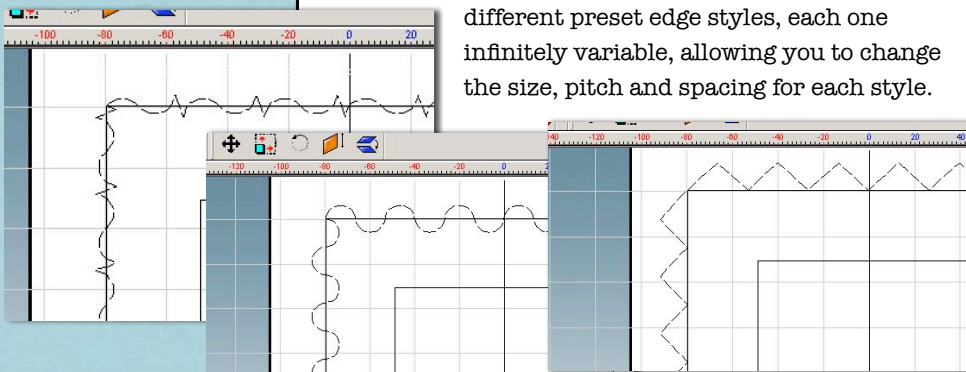 different preset edge styles, each one
infinitely variable, allowing you to change
the size, pitch and spacing for each style.
-100 -80 -60 -40 -20 0 20
-120 -100 -80 -60 -40 -20 0
-120 -100 -80 -60 -40 -20 0 20 40